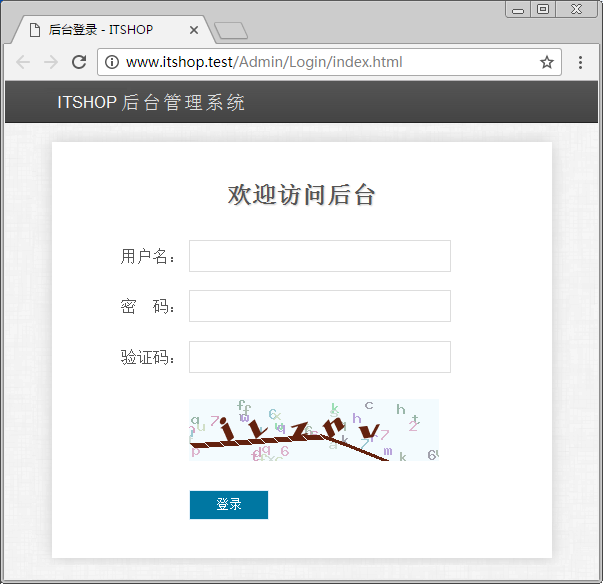 后台登录 - ITSHOP
www.itshop.test/Admin/Login/index.html
ITSHOP 后台管理系统
欢迎访问后台
用户名：
密 码：
验证码：
登录